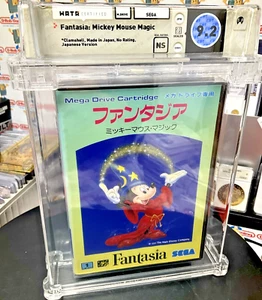 WATA
SEGA
Fantasia: Mickey Mouse Magic
*Clamshell, Made in Japan, No Rating,
Japanese Version
NS
9.2
Mega Drive Cartridge
メガドライブ専用
ファンタジア
ミッキーマウス・マジック
Fantasia
SEGA